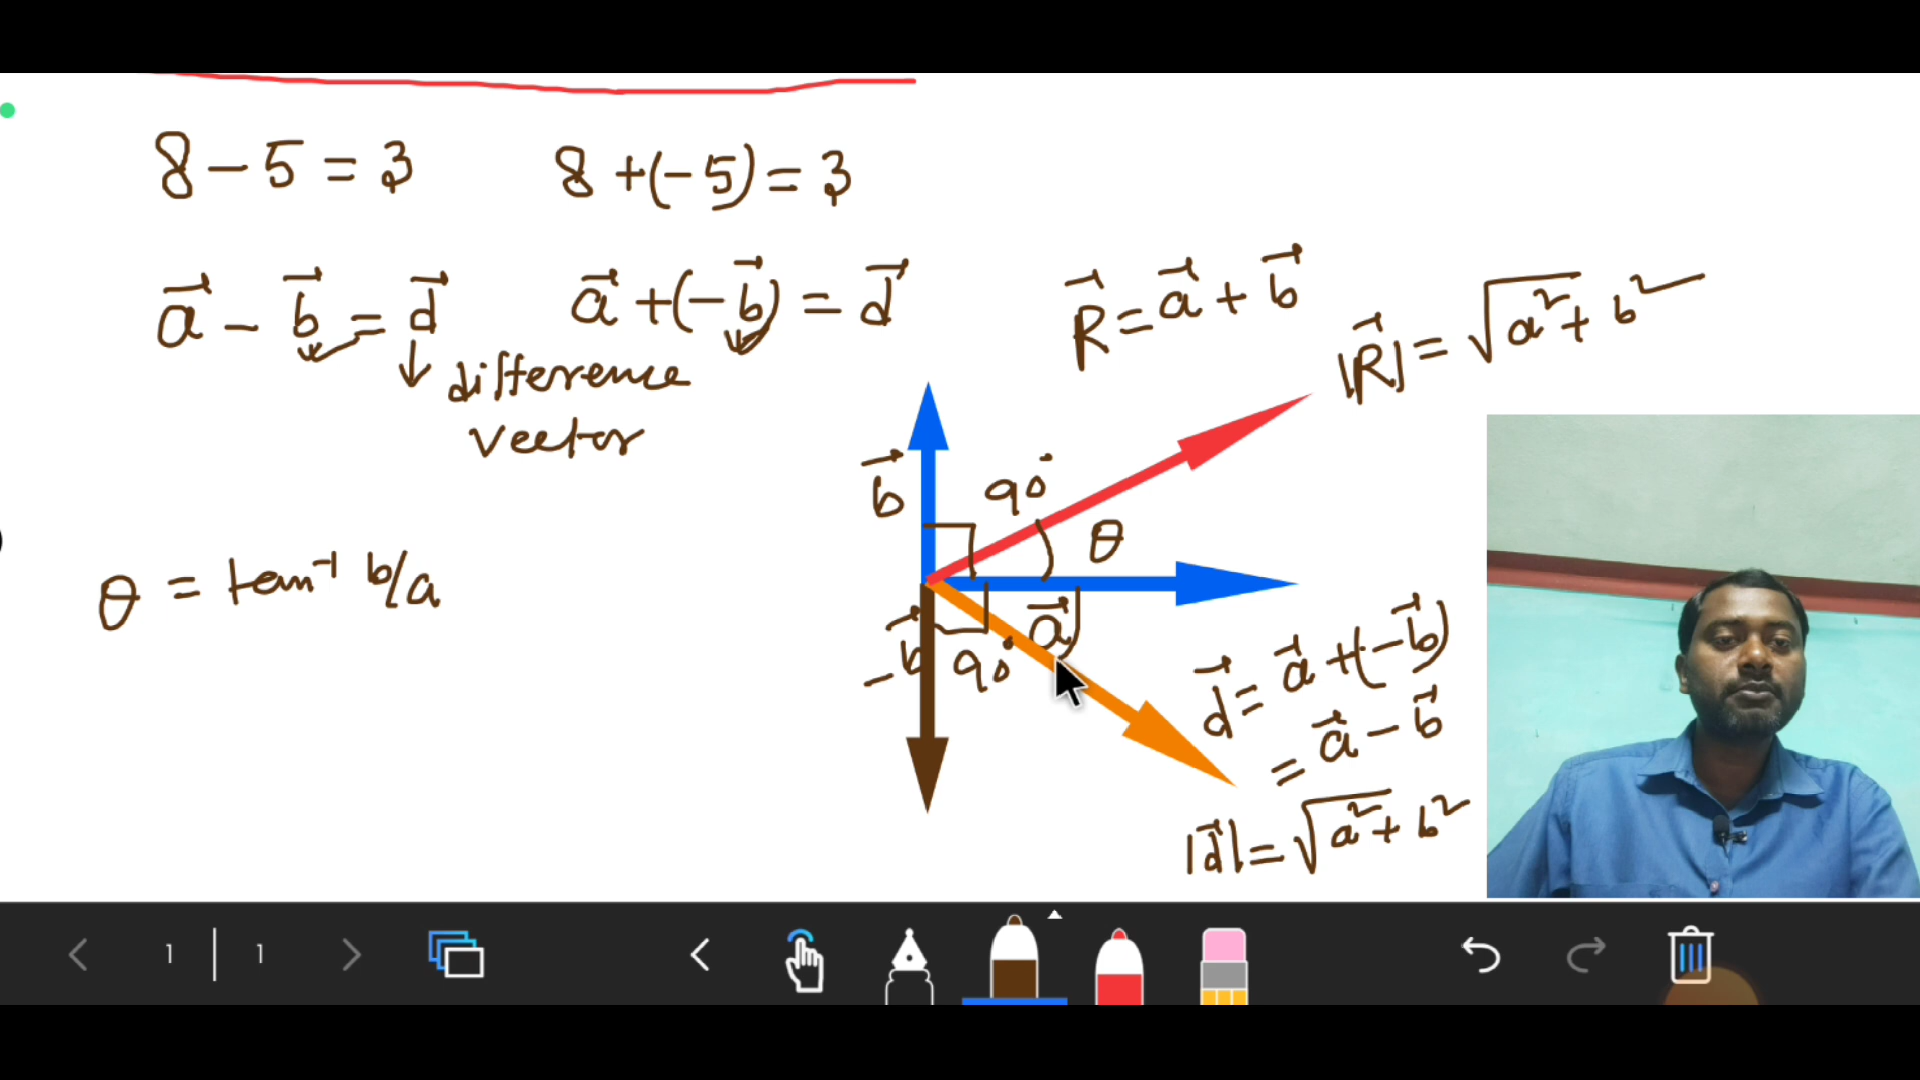 8 - 5 = 3
8 + (-5) = 3
a⃗ - b⃗ = d⃗
a⃗ + (-b⃗) = d⃗
difference
vector
R⃗ = a⃗ + b⃗
|R⃗| = √a² + b²
b⃗
90°
θ
θ = tan⁻¹ b/a
a⃗
-b⃗
90°
d⃗ = a⃗ + (-b⃗)
= a⃗ - b⃗
|d⃗| = √a² + b²
1 | 1